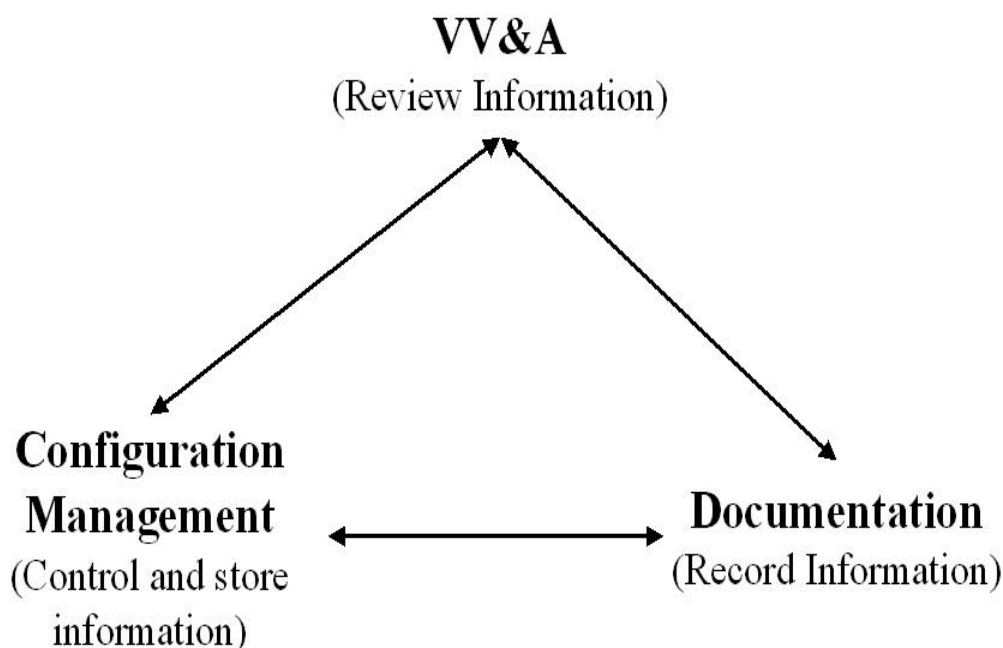 VV&A
(Review Information)
Configuration
Management
(Control and store
information)
Documentation
(Record Information)